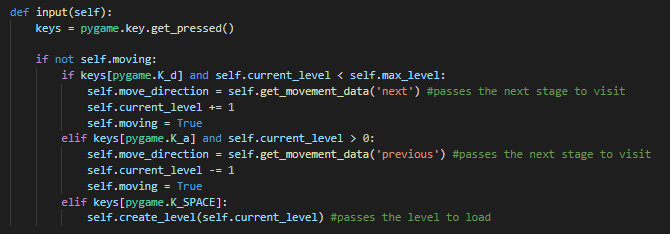 def input(self):
    keys = pygame.key.get_pressed()

    if not self.moving:
        if keys[pygame.K_d] and self.current_level < self.max_level:
            self.move_direction = self.get_movement_data('next') #passes the next stage to visit
            self.current_level += 1
            self.moving = True
        elif keys[pygame.K_a] and self.current_level > 0:
            self.move_direction = self.get_movement_data('previous') #passes the next stage to visit
            self.current_level -= 1
            self.moving = True
        elif keys[pygame.K_SPACE]:
            self.create_level(self.current_level) #passes the level to load